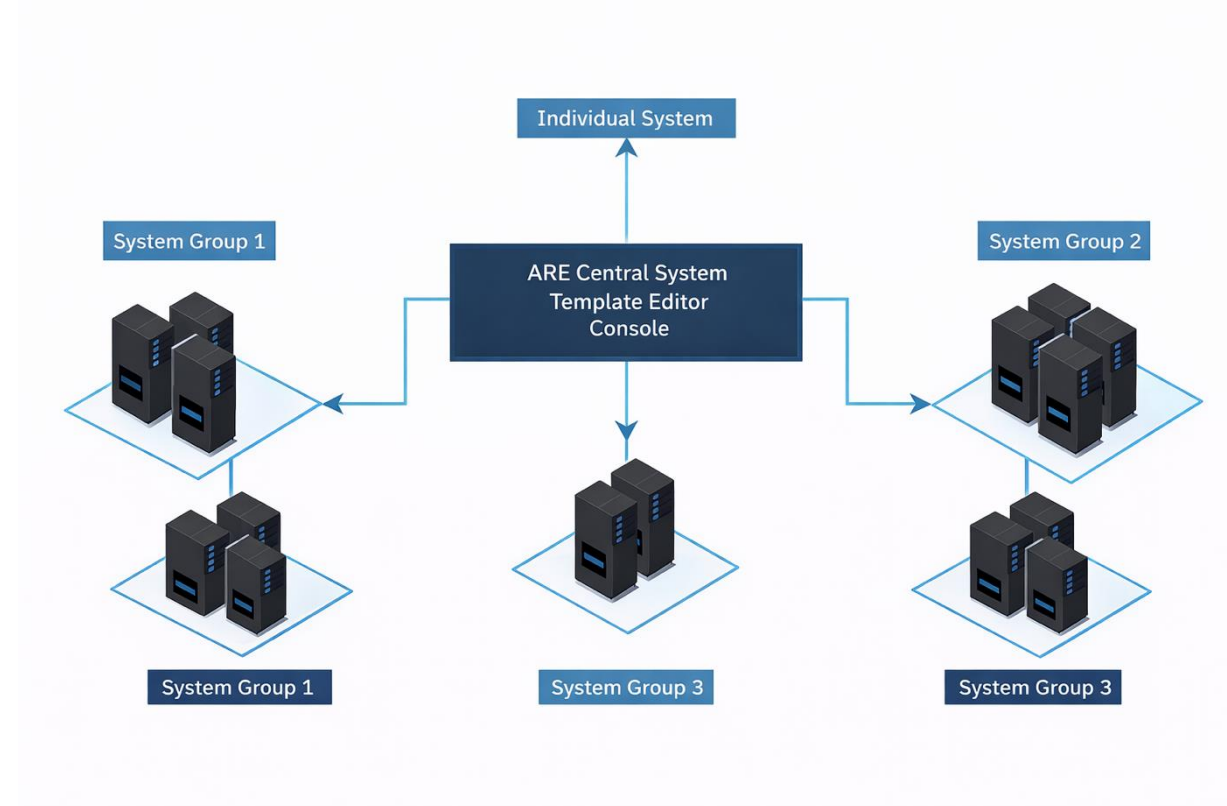 Individual System
System Group 1
ARE Central System
Template Editor
Console
System Group 2
System Group 1
System Group 3
System Group 3